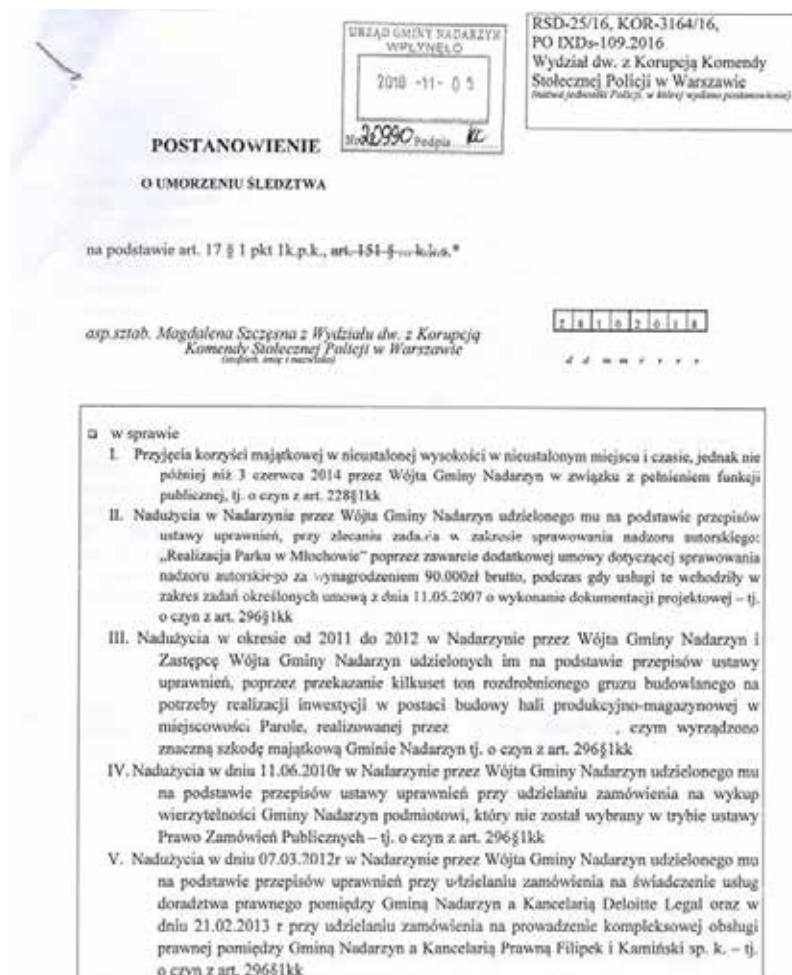 URZĄD GMINY NADARZYN
WPŁYNĘŁO
2018 -11- 05
20990 Podpis
RSD-25/16, KOR-3164/16,
PO IXDs-109.2016
Wydział dw. z Korupcją Komendy
Stołecznej Policji w Warszawie
(nazwa jednostki Policji, w której wydano postanowienie)
POSTANOWIENIE
O UMORZENIU ŚLEDZTWA
na podstawie art. 17 § 1 pkt 1k.p.k., art. 151 § ... k.k.s.*
asp.sztab. Magdalena Szczęsna z Wydziału dw. z Korupcją
Komendy Stołecznej Policji w Warszawie
(stopień, imię i nazwisko)
2 8 1 0 2 0 1 8
d d m m r r r r
w sprawie
I. Przyjęcia korzyści majątkowej w nieustalonej wysokości w nieustalonym miejscu i czasie, jednak nie
później niż 3 czerwca 2014 przez Wójta Gminy Nadarzyn w związku z pełnieniem funkcji
publicznej, tj. o czyn z art. 228§1kk
II. Nadużycia w Nadarzynie przez Wójta Gminy Nadarzyn udzielonego mu na podstawie przepisów
ustawy uprawnień, przy zlecaniu zadania w zakresie sprawowania nadzoru autorskiego:
„Realizacja Parku w Młochowie” poprzez zawarcie dodatkowej umowy dotyczącej sprawowania
nadzoru autorskiego za wynagrodzeniem 90.000zł brutto, podczas gdy usługi te wchodziły w
zakres zadań określonych umową z dnia 11.05.2007 o wykonanie dokumentacji projektowej – tj.
o czyn z art. 296§1kk
III. Nadużycia w okresie od 2011 do 2012 w Nadarzynie przez Wójta Gminy Nadarzyn i
Zastępcę Wójta Gminy Nadarzyn udzielonych im na podstawie przepisów ustawy
uprawnień, poprzez przekazanie kilkuset ton rozdrobnionego gruzu budowlanego na
potrzeby realizacji inwestycji w postaci budowy hali produkcyjno-magazynowej w
miejscowości Parole, realizowanej przez , czym wyrządzono
znaczną szkodę majątkową Gminie Nadarzyn tj. o czyn z art. 296§1kk
IV. Nadużycia w dniu 11.06.2010r w Nadarzynie przez Wójta Gminy Nadarzyn udzielonego mu
na podstawie przepisów ustawy uprawnień przy udzielaniu zamówienia na wykup
wierzytelności Gminy Nadarzyn podmiotowi, który nie został wybrany w trybie ustawy
Prawo Zamówień Publicznych – tj. o czyn z art. 296§1kk
V. Nadużycia w dniu 07.03.2012r w Nadarzynie przez Wójta Gminy Nadarzyn udzielonego mu
na podstawie przepisów uprawnień przy udzielaniu zamówienia na świadczenie usług
doradztwa prawnego pomiędzy Gminą Nadarzyn a Kancelarią Deloitte Legal oraz w
dniu 21.02.2013 r przy udzielaniu zamówienia na prowadzenie kompleksowej obsługi
prawnej pomiędzy Gminą Nadarzyn a Kancelarią Prawną Filipek i Kamiński sp. k. – tj.
o czyn z art. 296§1kk